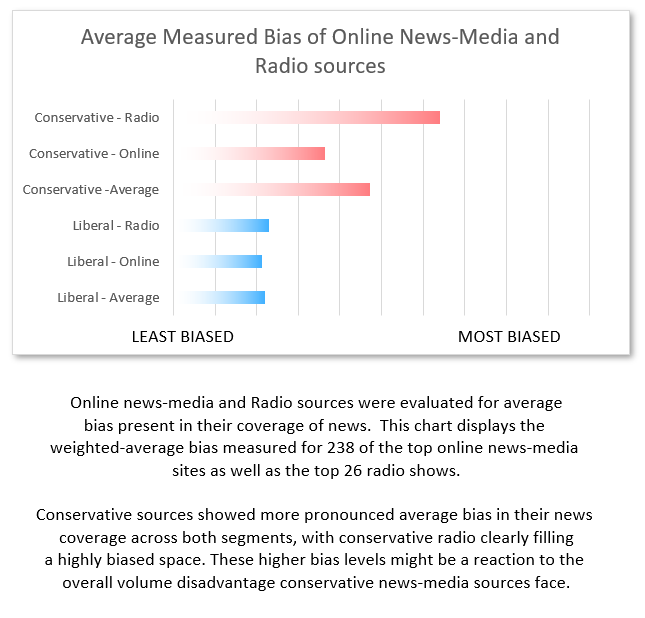 Average Measured Bias of Online News-Media and
Radio sources
Conservative - Radio
Conservative - Online
Conservative -Average
Liberal - Radio
Liberal - Online
Liberal - Average
LEAST BIASED
MOST BIASED
Online news-media and Radio sources were evaluated for average
bias present in their coverage of news. This chart displays the
weighted-average bias measured for 238 of the top online news-media
sites as well as the top 26 radio shows.
Conservative sources showed more pronounced average bias in their news
coverage across both segments, with conservative radio clearly filling
a highly biased space. These higher bias levels might be a reaction to the
overall volume disadvantage conservative news-media sources face.